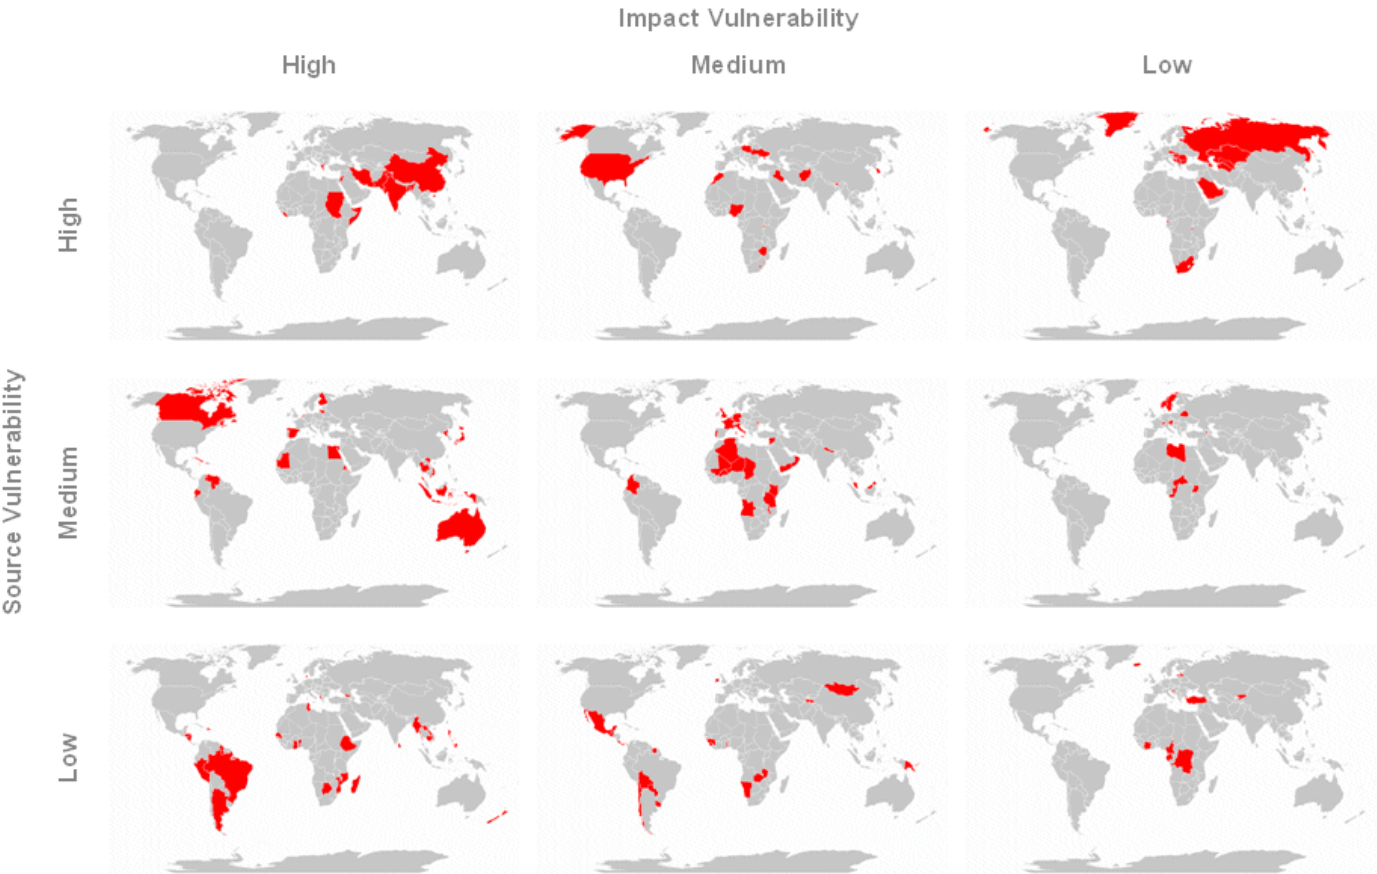 Impact Vulnerability
High
Medium
Low
High
Source Vulnerability
Medium
Low